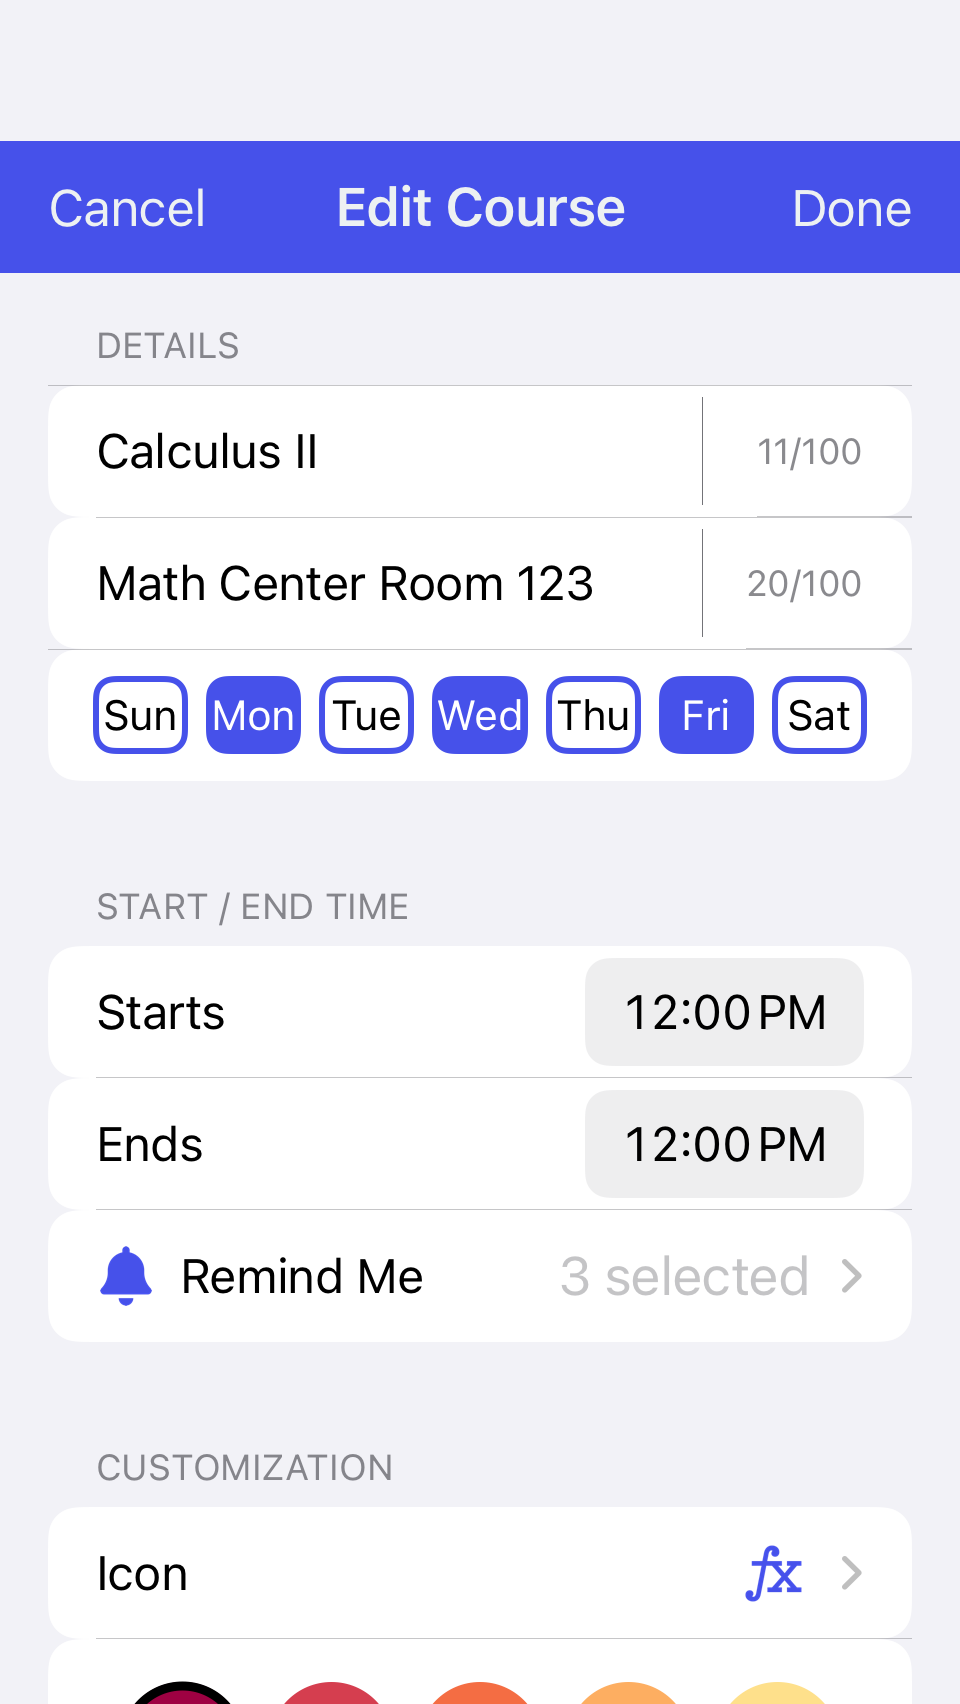 Cancel Edit Course Done
DETAILS
Calculus II 11/100
Math Center Room 123 20/100
Sun Mon Tue Wed Thu Fri Sat
START / END TIME
Starts 12:00 PM
Ends 12:00 PM
Remind Me 3 selected
CUSTOMIZATION
Icon fx